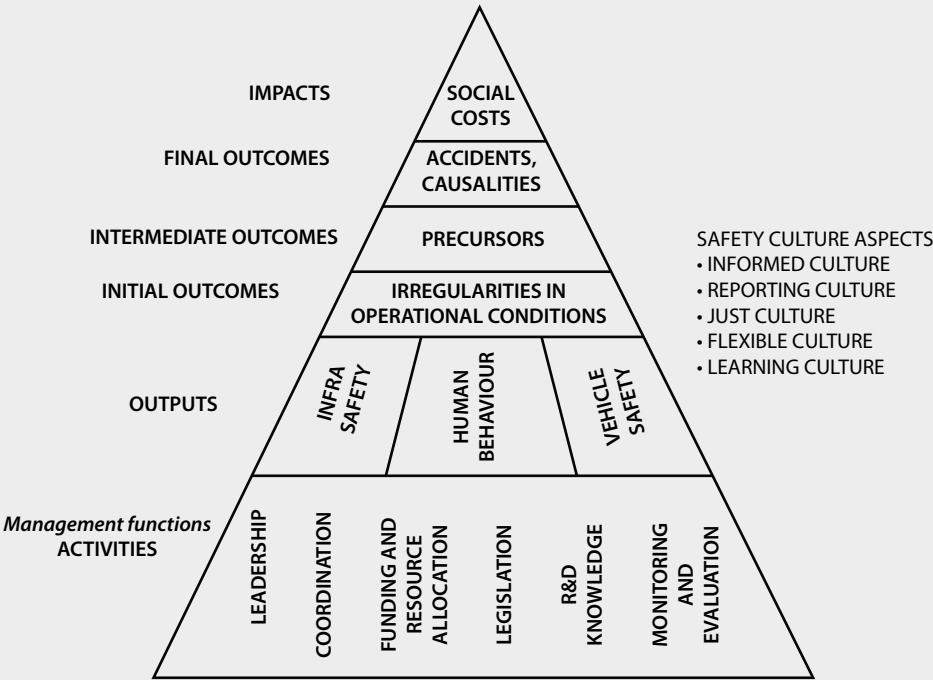 IMPACTS
SOCIAL
COSTS
FINAL OUTCOMES
ACCIDENTS,
CAUSALITIES
INTERMEDIATE OUTCOMES
PRECURSORS
INITIAL OUTCOMES
IRREGULARITIES IN
OPERATIONAL CONDITIONS
SAFETY CULTURE ASPECTS
• INFORMED CULTURE
• REPORTING CULTURE
• JUST CULTURE
• FLEXIBLE CULTURE
• LEARNING CULTURE
OUTPUTS
INFRA
SAFETY
HUMAN
BEHAVIOUR
VEHICLE
SAFETY
Management functions
ACTIVITIES
LEADERSHIP
COORDINATION
FUNDING AND
RESOURCE
ALLOCATION
LEGISLATION
R&D
KNOWLEDGE
MONITORING
AND
EVALUATION